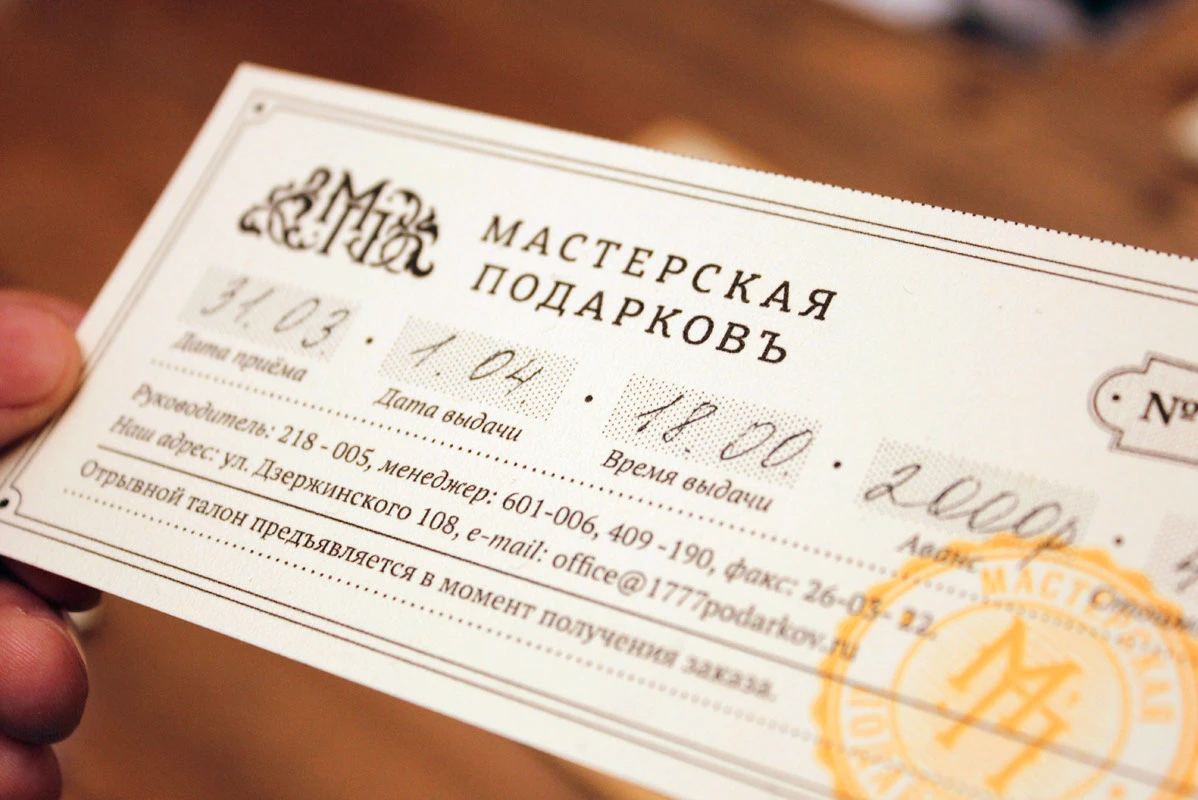 МАСТЕРСКАЯ
ПОДАРКОВЪ
№
31.03 • 1.04. • 18.00. • 2000р •
Дата приёма Дата выдачи Время выдачи Аванс
Руководитель: 218 - 005, менеджер: 601-006, 409 -190, факс: 26-05- 22.
Наш адрес: ул. Дзержинского 108, e-mail: office@1777podarkov.ru
Отрывной талон предъявляется в момент получения заказа.
МАСТЕРСКАЯ